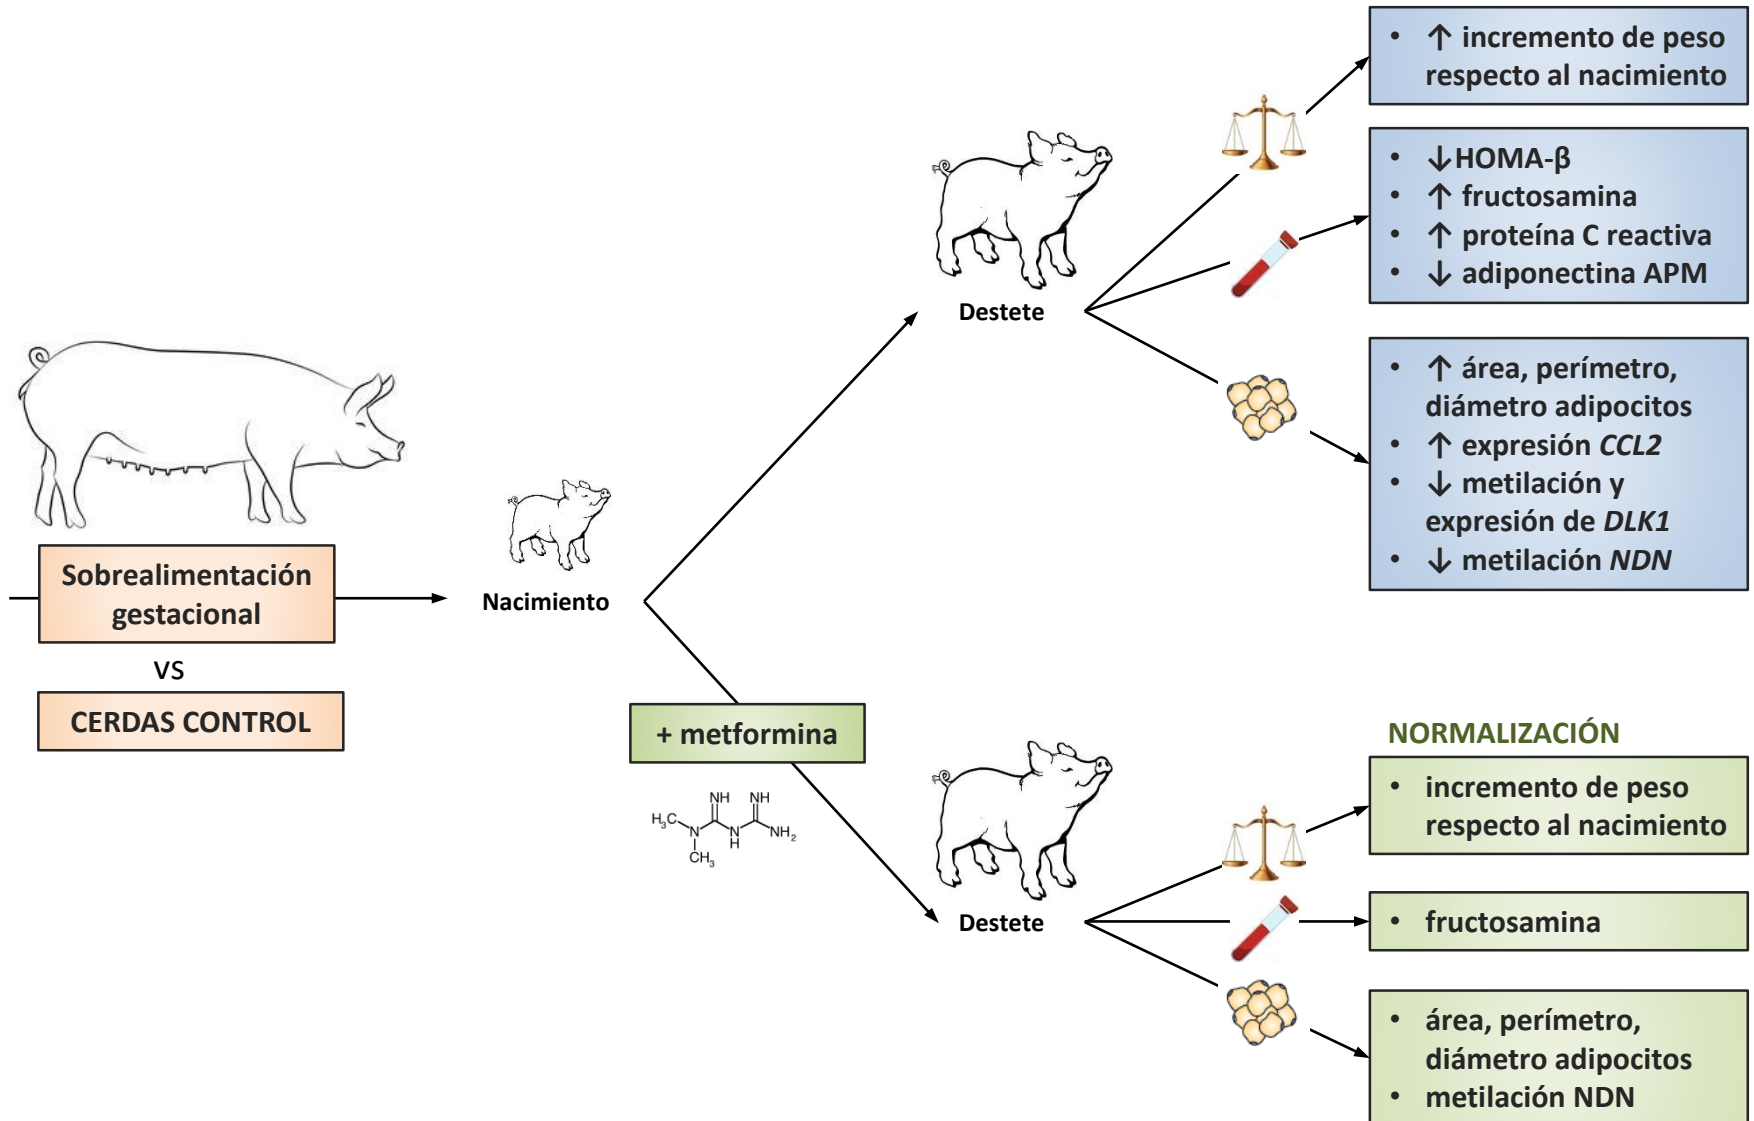 • ↑ incremento de peso
respecto al nacimiento
• ↓HOMA-β
• ↑ fructosamina
• ↑ proteína C reactiva
• ↓ adiponectina APM
Destete
• ↑ área, perímetro,
diámetro adipocitos
• ↑ expresión CCL2
• ↓ metilación y
expresión de DLK1
• ↓ metilación NDN
Sobrealimentación
gestacional
vs
CERDAS CONTROL
Nacimiento
+ metformina
NH NH
H3C N N H NH2
CH3
Destete
NORMALIZACIÓN
• incremento de peso
respecto al nacimiento
• fructosamina
• área, perímetro,
diámetro adipocitos
• metilación NDN